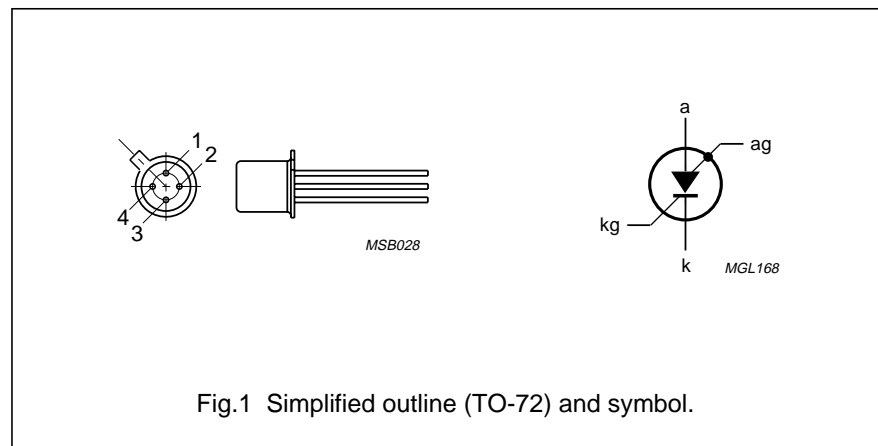 1
2
4
3
MSB028
a
ag
kg
k
MGL168
Fig.1 Simplified outline (TO-72) and symbol.